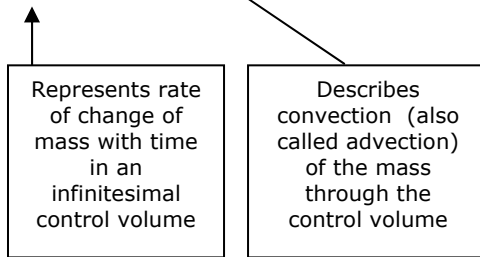 Represents rate
of change of
mass with time
in an
infinitesimal
control volume
Describes
convection (also
called advection)
of the mass
through the
control volume